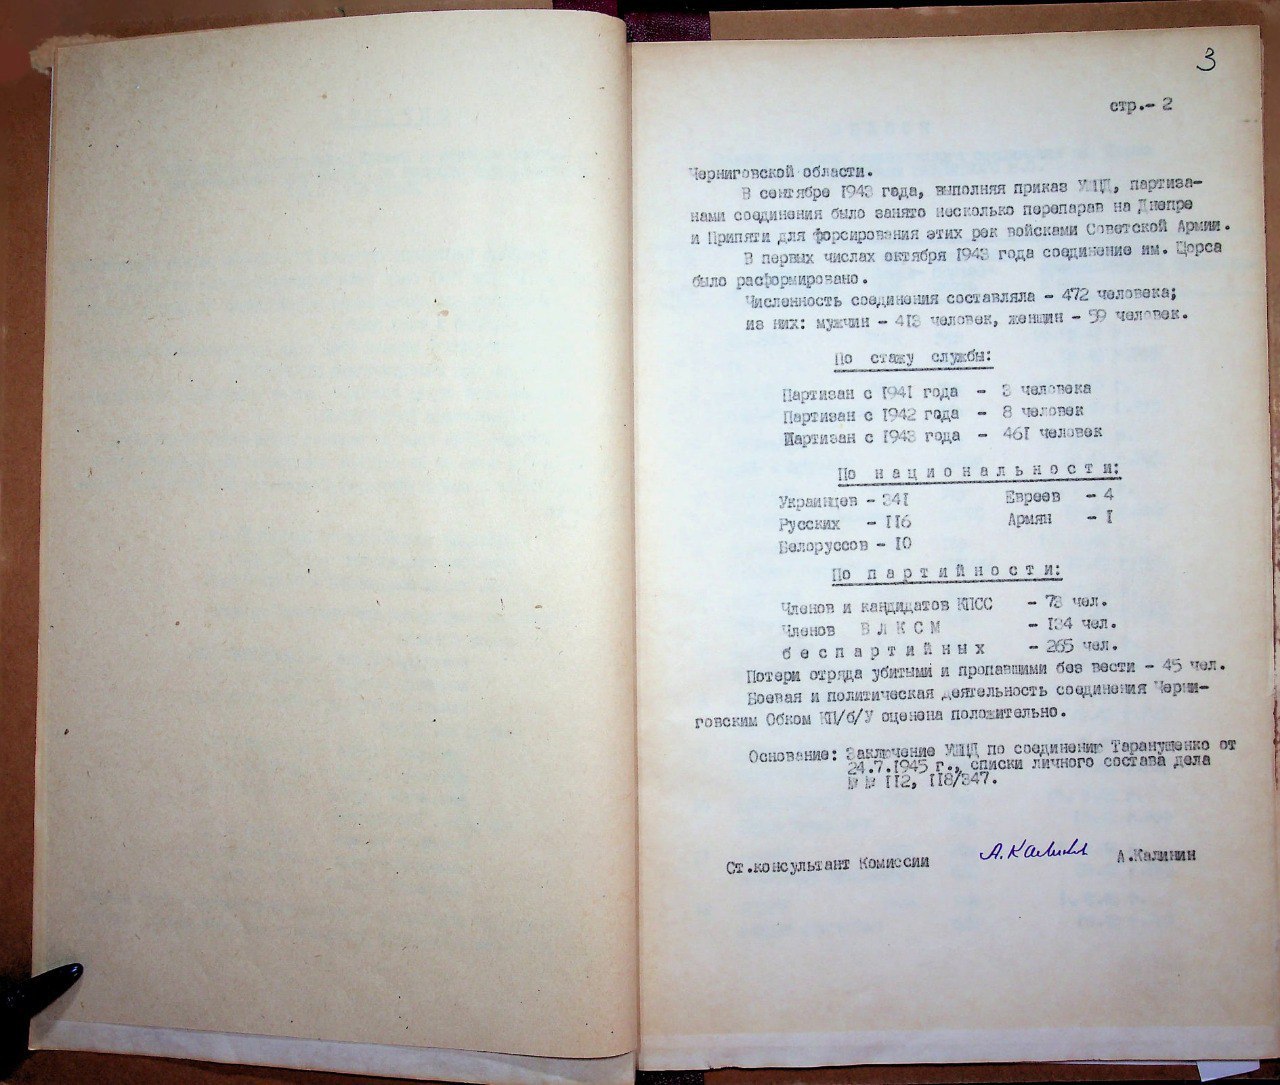 3
стр.- 2
Черниговской области.
В сентябре 1943 года, выполняя приказ УШПД, партиза-
нами соединения было занято несколько перепарав на Днепре
и Припяти для форсирования этих рек войсками Советской Армии.
В первых числах октября 1943 года соединение им. Щорса
было расформировано.
Численность соединения составляла - 472 человека;
из них: мужчин - 413 человек, женщин - 59 человек.
По стажу службы:
Партизан с 1941 года - 3 человека
Партизан с 1942 года - 8 человек
Партизан с 1943 года - 461 человек
По национальности:
Украинцев - 341 Евреев - 4
Русских - 116 Армян - 1
Белоруссов - 10
По партийности:
Членов и кандидатов КПСС - 73 чел.
Членов ВЛКСМ - 134 чел.
беспартийных - 265 чел.
Потери отряда убитыми и пропавшими без вести - 45 чел.
Боевая и политическая деятельность соединения Черни-
говским Обком КП/б/У оценена положительно.
Основание: Заключение УШПД по соединению Таранущенко от
24.7.1945 г., списки личного состава дела
№ № 112, 118/347.
Ст.консультант Комиссии А.Калинин А.Калинин